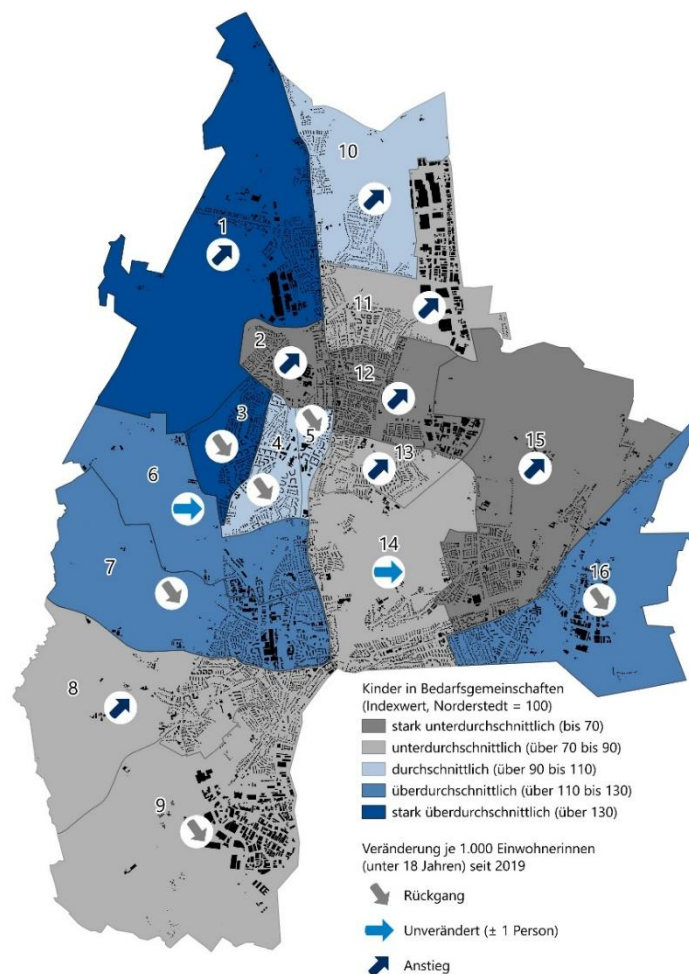 10
1
11
2
12
3
4
5
13
15
6
14
7
16
8
9
Kinder in Bedarfsgemeinschaften
(Indexwert, Norderstedt = 100)
stark unterdurchschnittlich (bis 70)
unterdurchschnittlich (über 70 bis 90)
durchschnittlich (über 90 bis 110)
überdurchschnittlich (über 110 bis 130)
stark überdurchschnittlich (über 130)
Veränderung je 1.000 Einwohnerinnen
(unter 18 Jahren) seit 2019
Rückgang
Unverändert (± 1 Person)
Anstieg